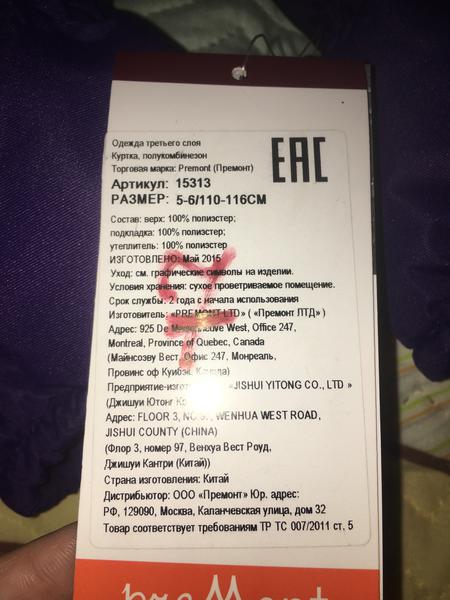 Одежда третьего слоя
Куртка, полукомбинезон
Торговая марка: Premont (Премонт)
EAC
Артикул: 15313
РАЗМЕР: 5-6/110-116СМ
Состав: верх: 100% полиэстер;
подкладка: 100% полиэстер;
утеплитель: 100% полиэстер
ИЗГОТОВЛЕНО: Май 2015
Уход: см. графические символы на изделии.
Условия хранения: сухое проветриваемое помещение.
Срок службы: 2 года с начала использования
Изготовитель: «PREMONT LTD» ( «Премонт ЛТД» )
Адрес: 925 De West, Office 247,
Montreal, Province of Quebec, Canada
(Майнсоэву Вест, Офис 247, Монреаль,
Провинс оф Куибэк,
«JISHUI YITONG CO., LTD »
(Джишуи Ютонг
Адрес: FLOOR 3, WENHUA WEST ROAD,
JISHUI COUNTY (CHINA)
(Флор 3, номер 97, Венхуа Вест Роуд,
Джишуи Кантри (Китай))
Страна изготовления: Китай
Дистрибьютор: ООО «Премонт» Юр. адрес:
РФ, 129090, Москва, Каланчевская улица, дом 32
Товар соответствует требованиям ТР ТС 007/2011 ст, 5
preMont